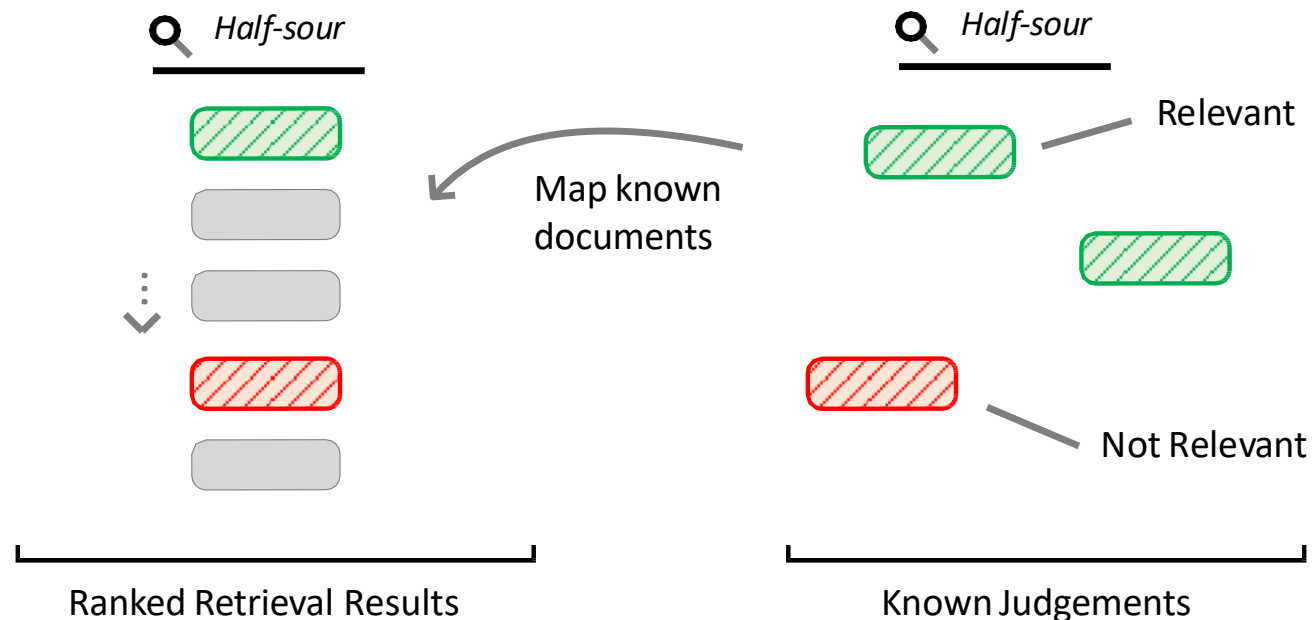 Half-sour
Half-sour
Relevant
Map known
documents
Not Relevant
Ranked Retrieval Results
Known Judgements